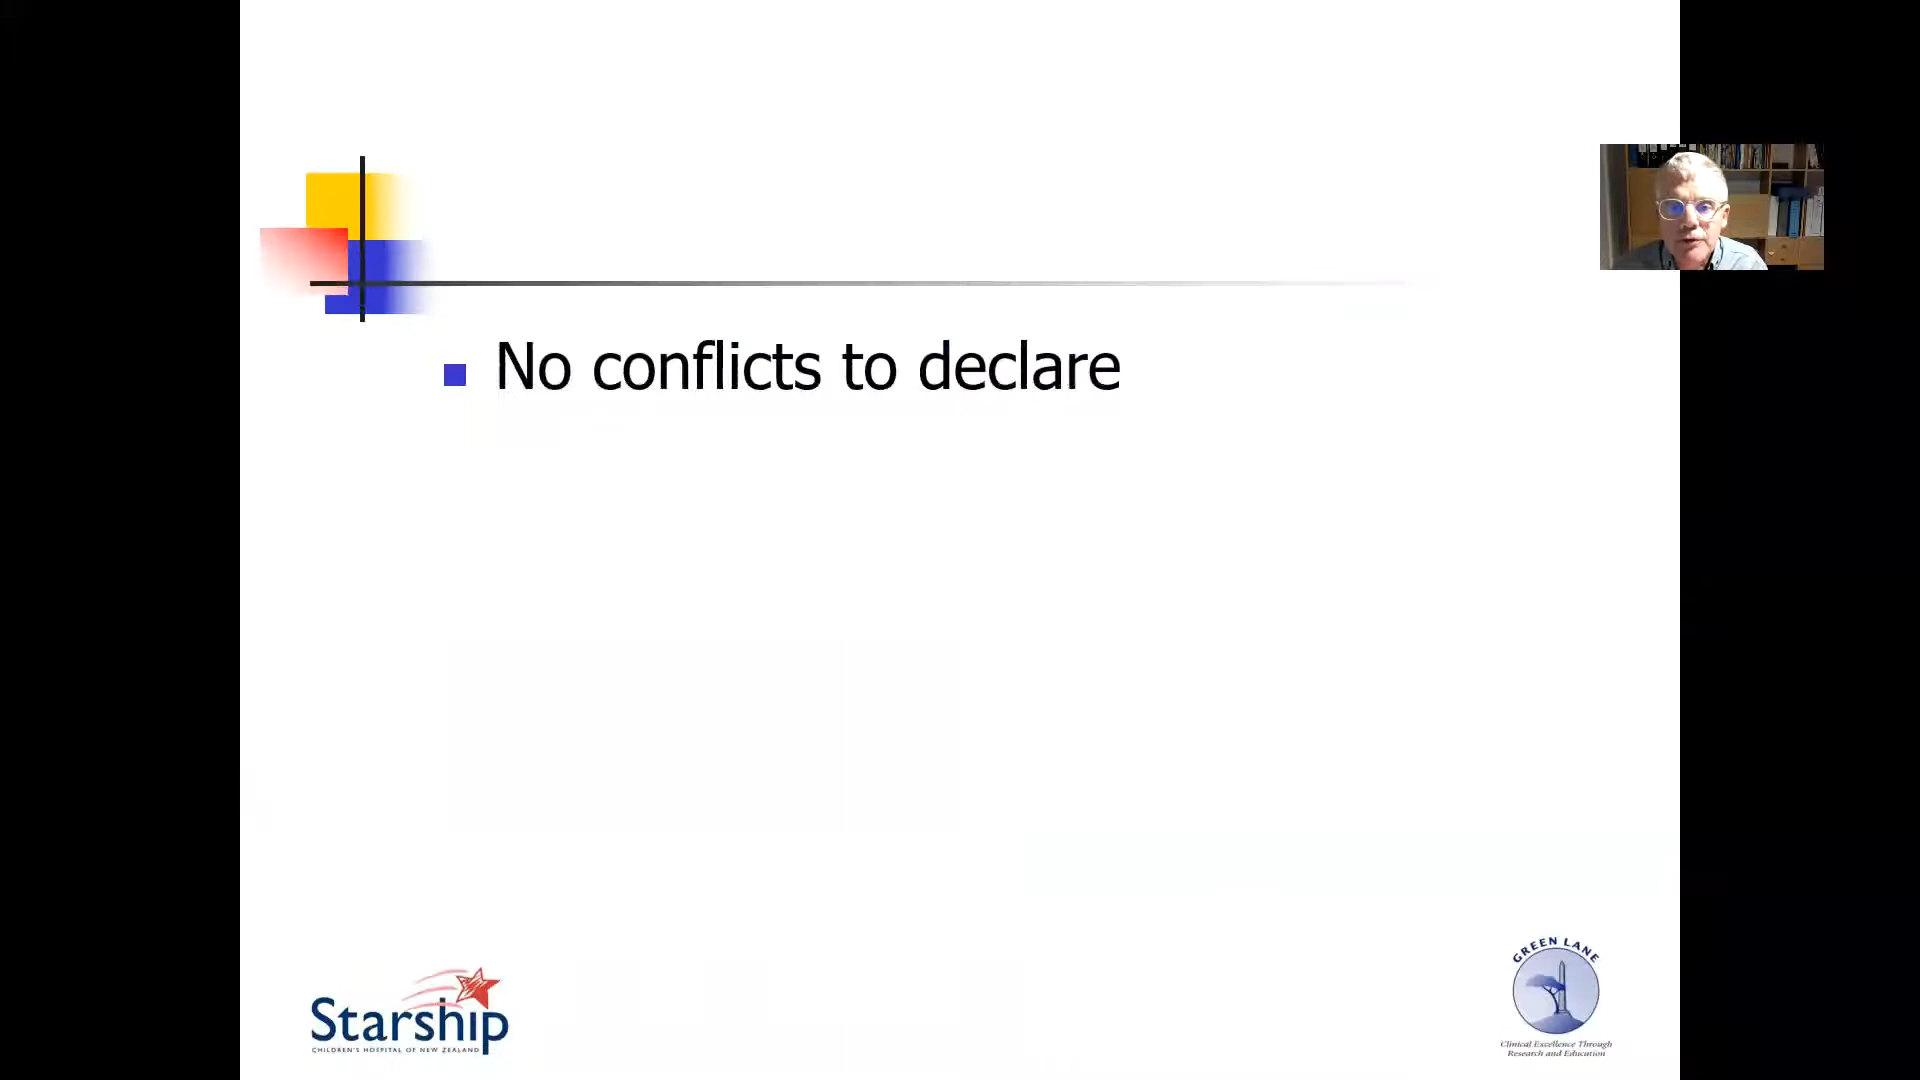 No conflicts to declare
Starship
CHILDREN'S HOSPITAL OF NEW ZEALAND
GREEN LANE
Clinical Excellence Through
Research and Education